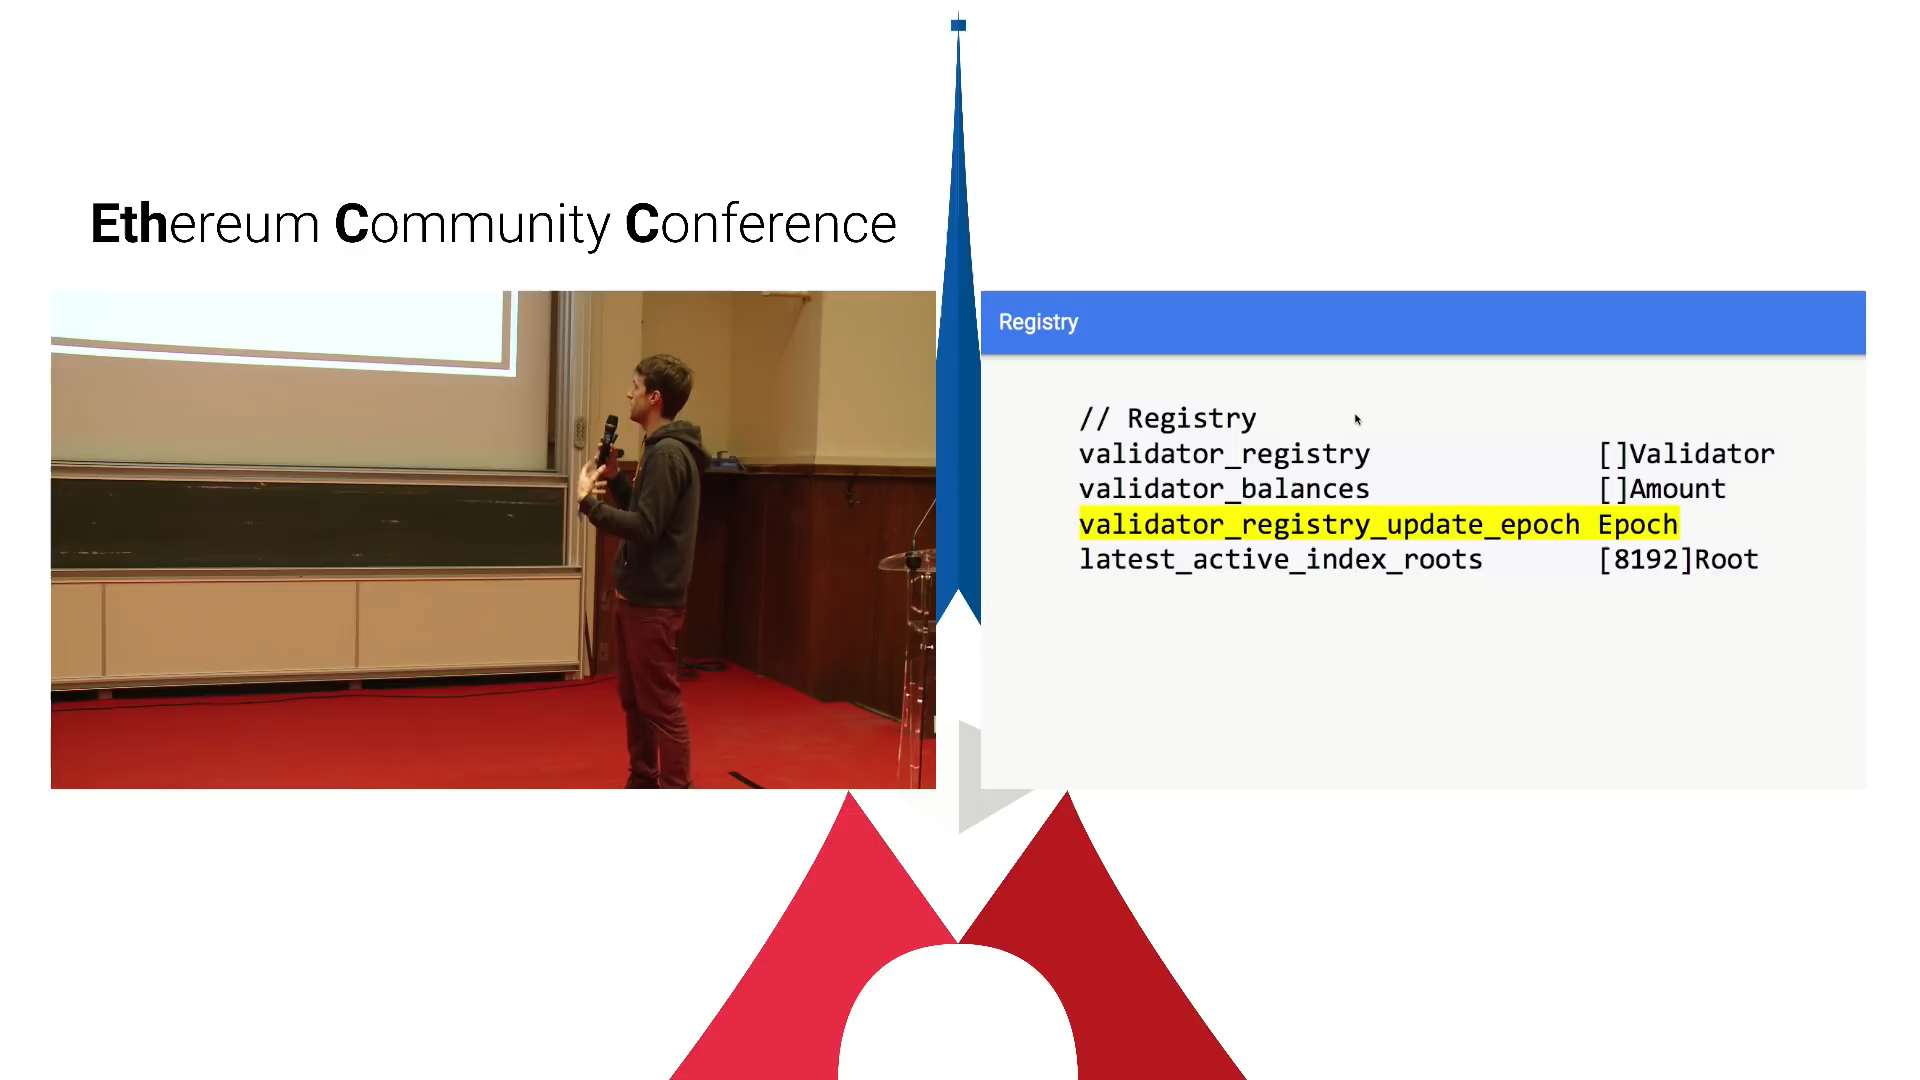 Ethereum Community Conference
Registry
// Registry
validator_registry []Validator
validator_balances []Amount
validator_registry_update_epoch Epoch
latest_active_index_roots [8192]Root